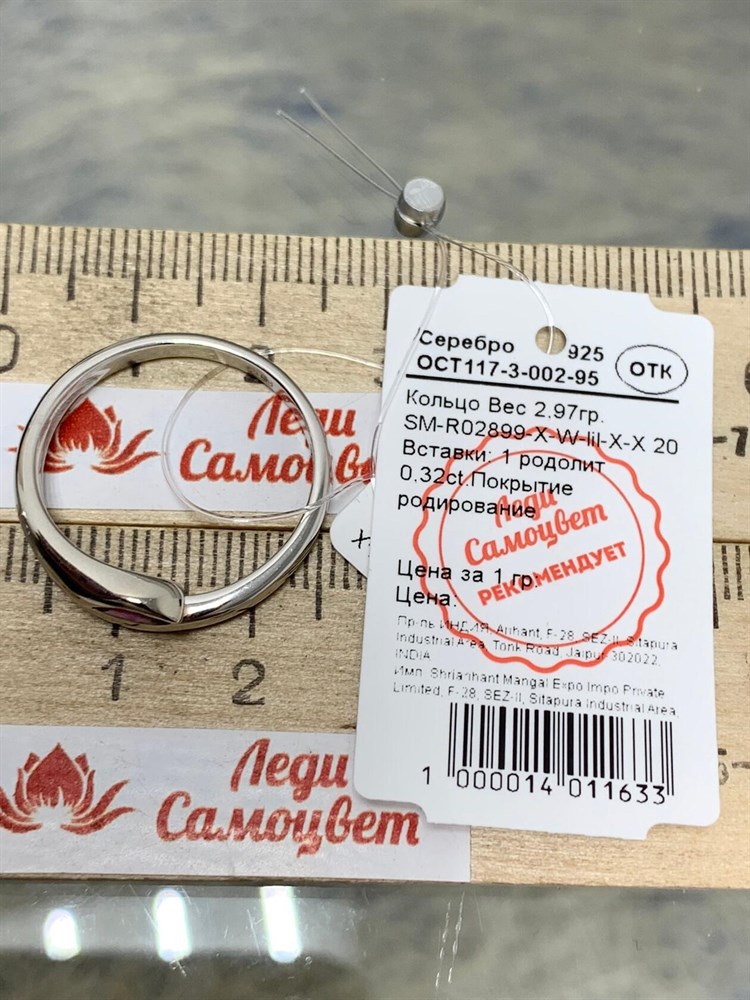 0
Леди
Самоцвет
Серебро 925
ОСТ117-3-002-95
ОТК
Кольцо Вес 2.97гр.
SM-R02899-X-W-lil-X-X 20
Вставки: 1 родолит
0.32ct.Покрытие
родирование
Леди
Самоцвет
РЕКОМЕНДУЕТ
Цена за 1 гр:
Цена:
Пр-ль ИНДИЯ, Arihant, F-28, SEZ-II, Sitapura
Industrial Area, Tonk Road, Jaipur-302022,
INDIA
Имп. Shriarihant Mangal Expo Impo Private
Limited, F-28, SEZ-II, Sitapura Industrial Area,
1 000014 011633
1 2
Леди
Самоцвет